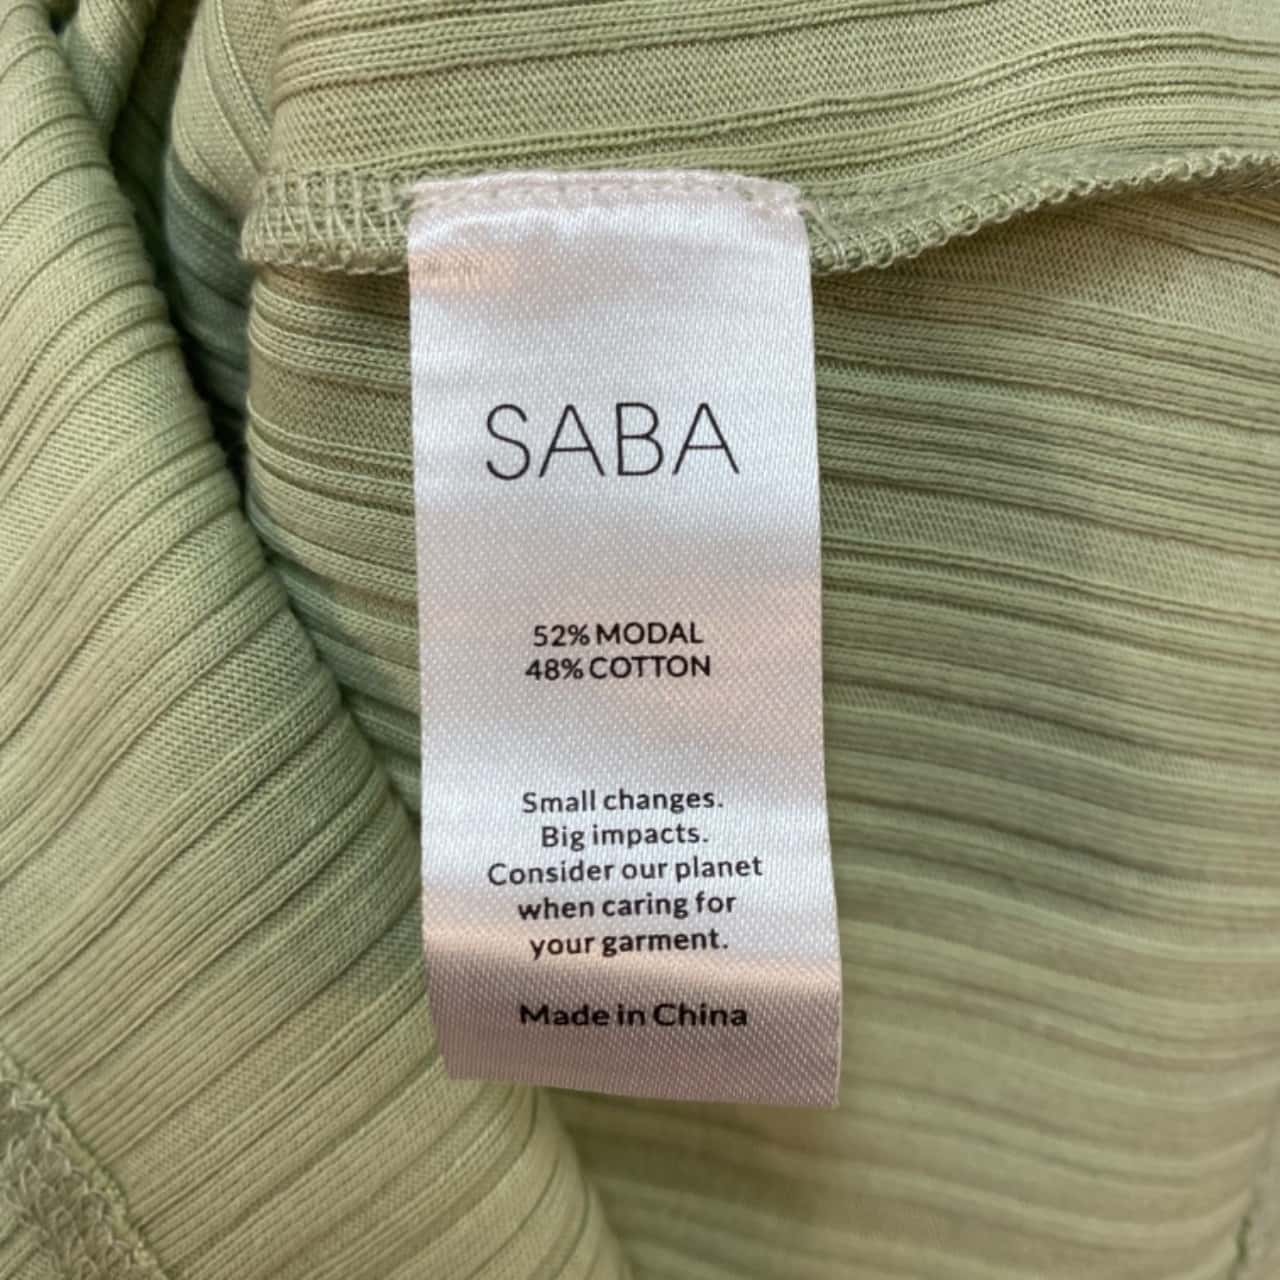 SABA
52% MODAL
48% COTTON
Small changes.
Big impacts.
Consider our planet
when caring for
your garment.
Made in China